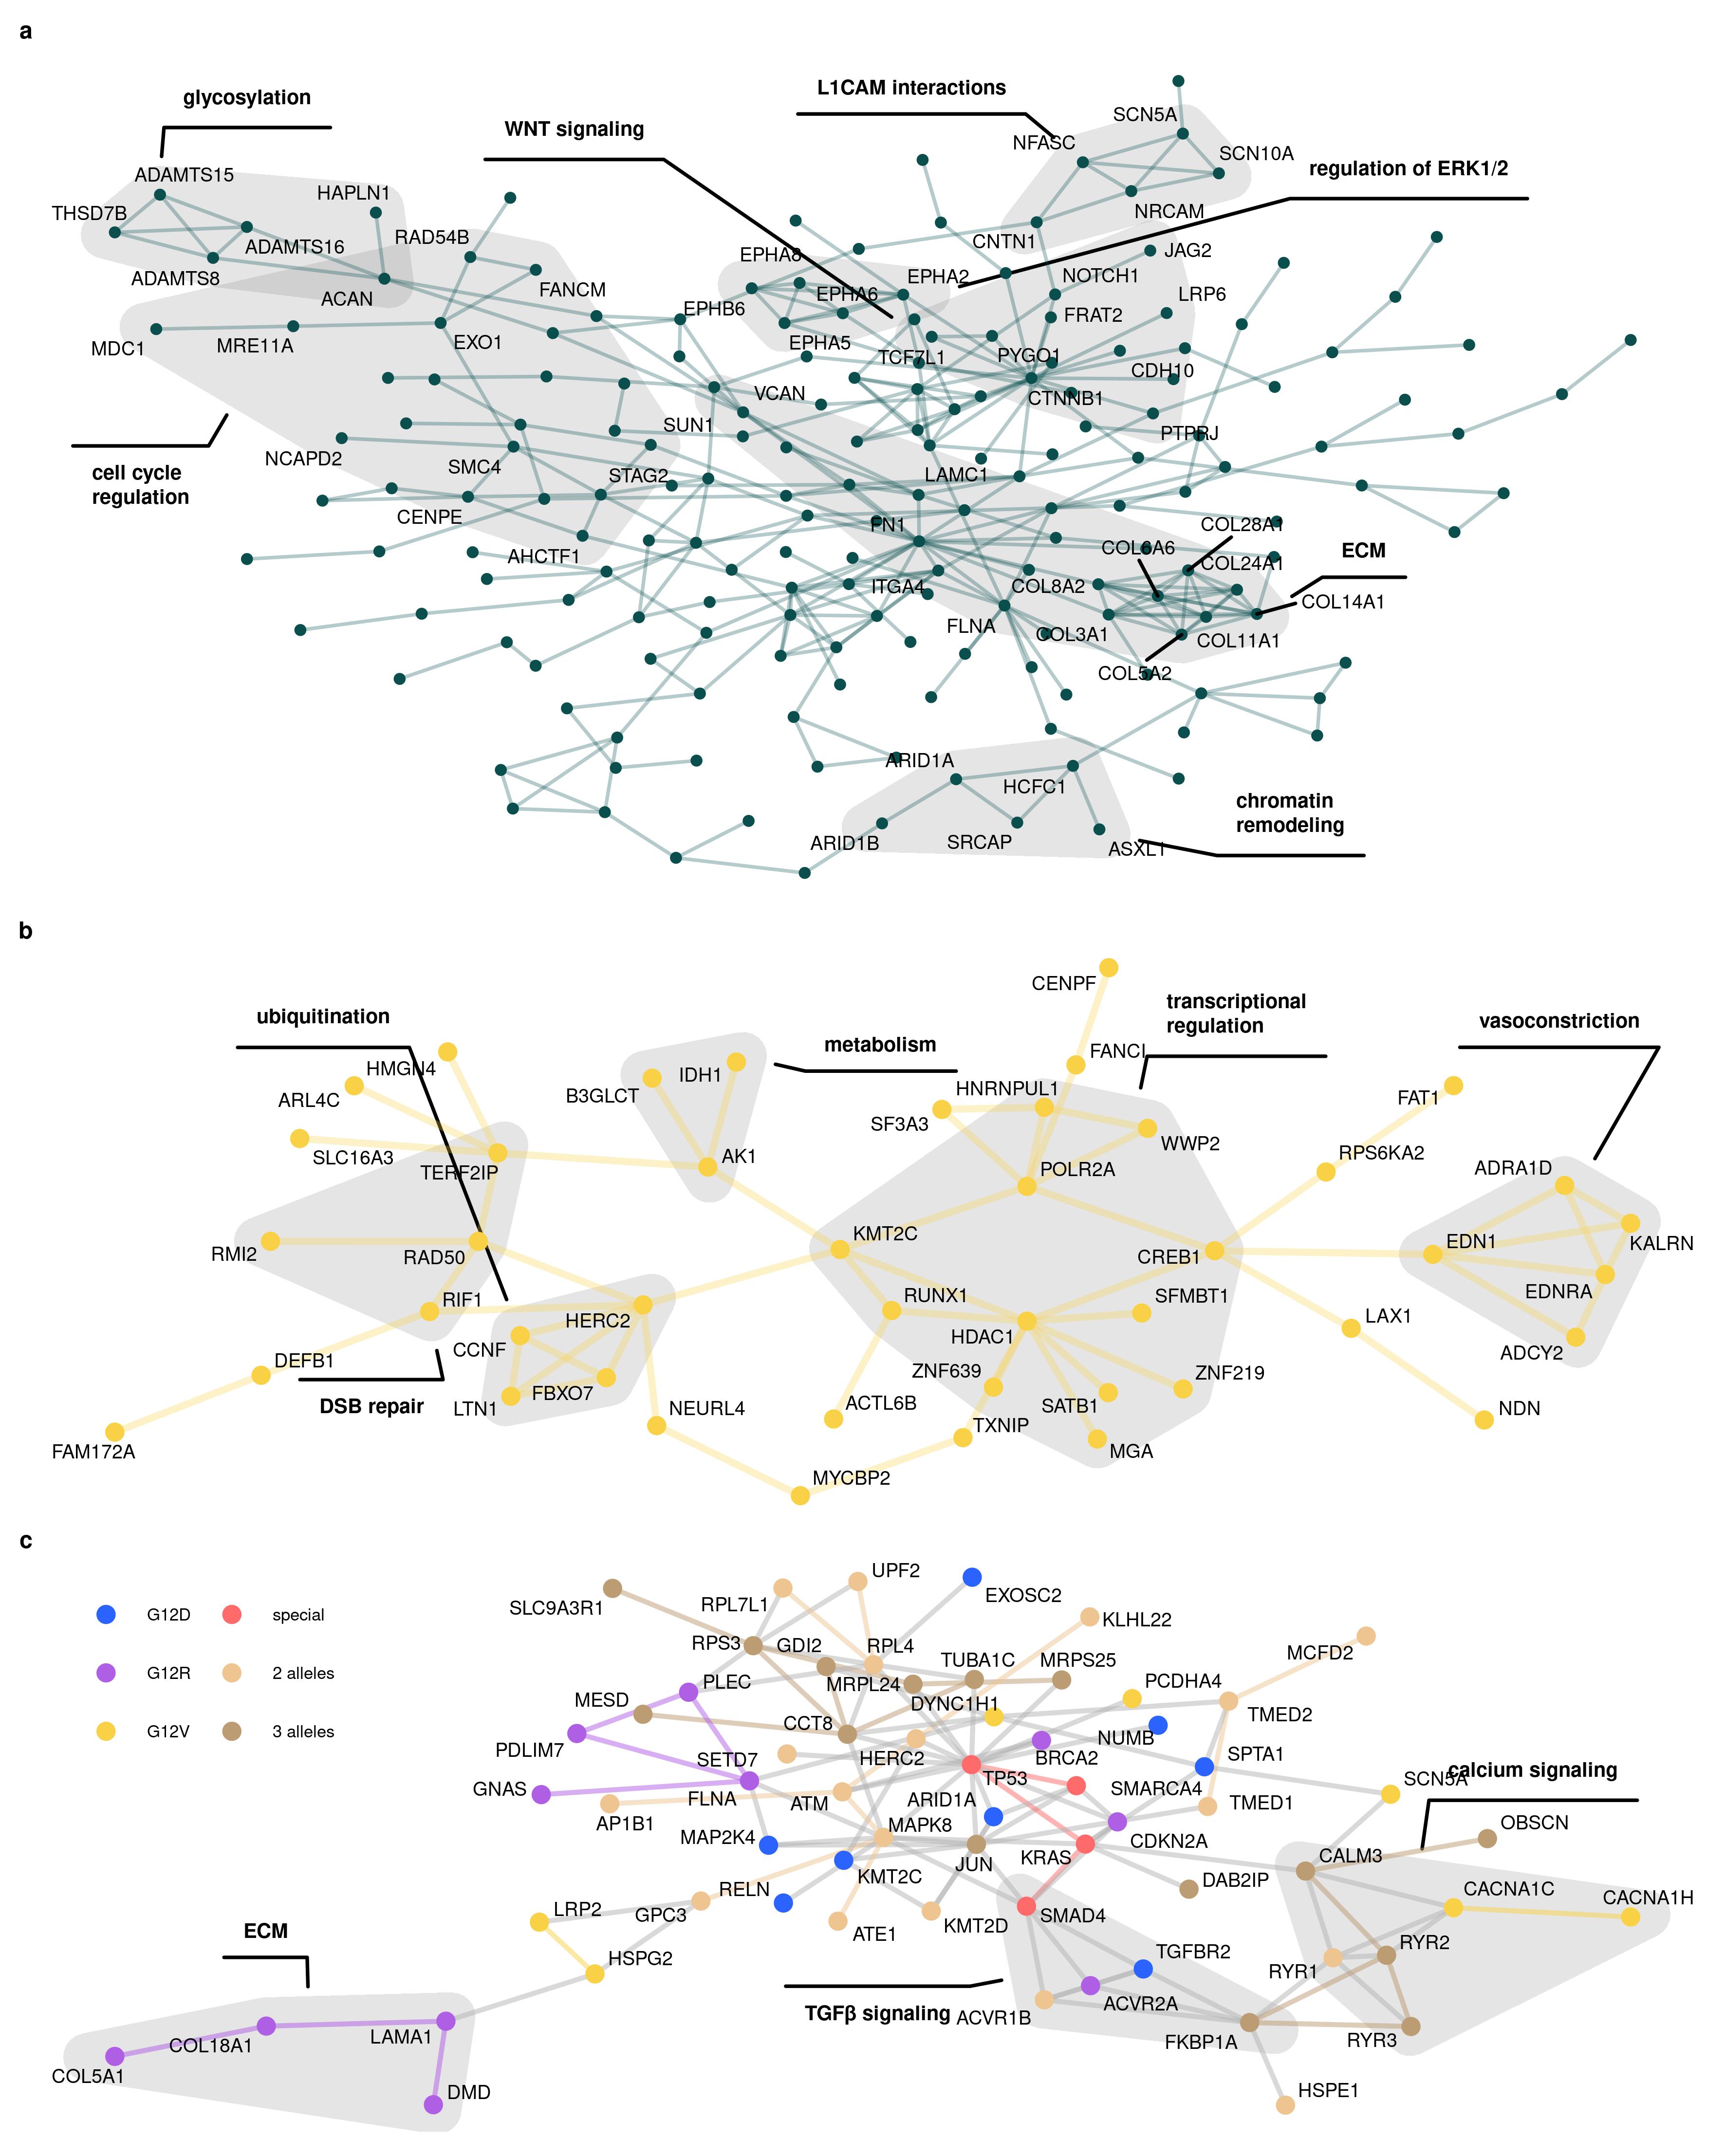 a
glycosylation
L1CAM interactions
WNT signaling
regulation of ERK1/2
SCN5A
NFASC
SCN10A
ADAMTS15
HAPLN1
THSD7B
NRCAM
RAD54B
ADAMTS16
CNTN1
JAG2
EPHA8
ADAMTS8
EPHA2
NOTCH1
FANCM
ACAN
EPHA6
LRP6
EPHB6
FRAT2
MDC1
MRE11A
EXO1
EPHA5
TCF7L1
PYGO1
CDH10
VCAN
CTNNB1
SUN1
PTPRJ
NCAPD2
SMC4
STAG2
LAMC1
cell cycle
regulation
CENPE
FN1
COL28A1
COL6A6
ECM
AHCTF1
COL24A1
ITGA4
COL8A2
COL14A1
FLNA
COL3A1
COL11A1
COL5A2
ARID1A
HCFC1
chromatin
remodeling
ARID1B
SRCAP
ASXL1
b
CENPF
ubiquitination
transcriptional
regulation
vasoconstriction
metabolism
FANCI
HMGN4
IDH1
B3GLCT
HNRNPUL1
ARL4C
FAT1
SF3A3
WWP2
SLC16A3
AK1
RPS6KA2
TERF2IP
POLR2A
ADRA1D
KMT2C
RMI2
RAD50
CREB1
EDN1
KALRN
RIF1
RUNX1
SFMBT1
EDNRA
HERC2
LAX1
CCNF
HDAC1
ADCY2
DEFB1
ZNF639
ZNF219
FBXO7
DSB repair
LTN1
NEURL4
ACTL6B
SATB1
NDN
TXNIP
FAM172A
MGA
MYCBP2
c
UPF2
EXOSC2
SLC9A3R1
RPL7L1
G12D
special
KLHL22
RPS3
GDI2
RPL4
MCFD2
TUBA1C
MRPS25
G12R
2 alleles
PLEC
MRPL24
PCDHA4
MESD
DYNC1H1
TMED2
G12V
3 alleles
CCT8
NUMB
PDLIM7
SETD7
HERC2
BRCA2
SPTA1
calcium signaling
TP53
SCN5A
GNAS
FLNA
ATM
ARID1A
SMARCA4
TMED1
AP1B1
MAPK8
OBSCN
MAP2K4
CDKN2A
JUN
KRAS
CALM3
KMT2C
DAB2IP
RELN
CACNA1C
CACNA1H
LRP2
GPC3
KMT2D
SMAD4
ECM
ATE1
RYR2
HSPG2
TGFBR2
RYR1
ACVR2A
TGFβ signaling
ACVR1B
COL18A1
LAMA1
FKBP1A
RYR3
COL5A1
DMD
HSPE1